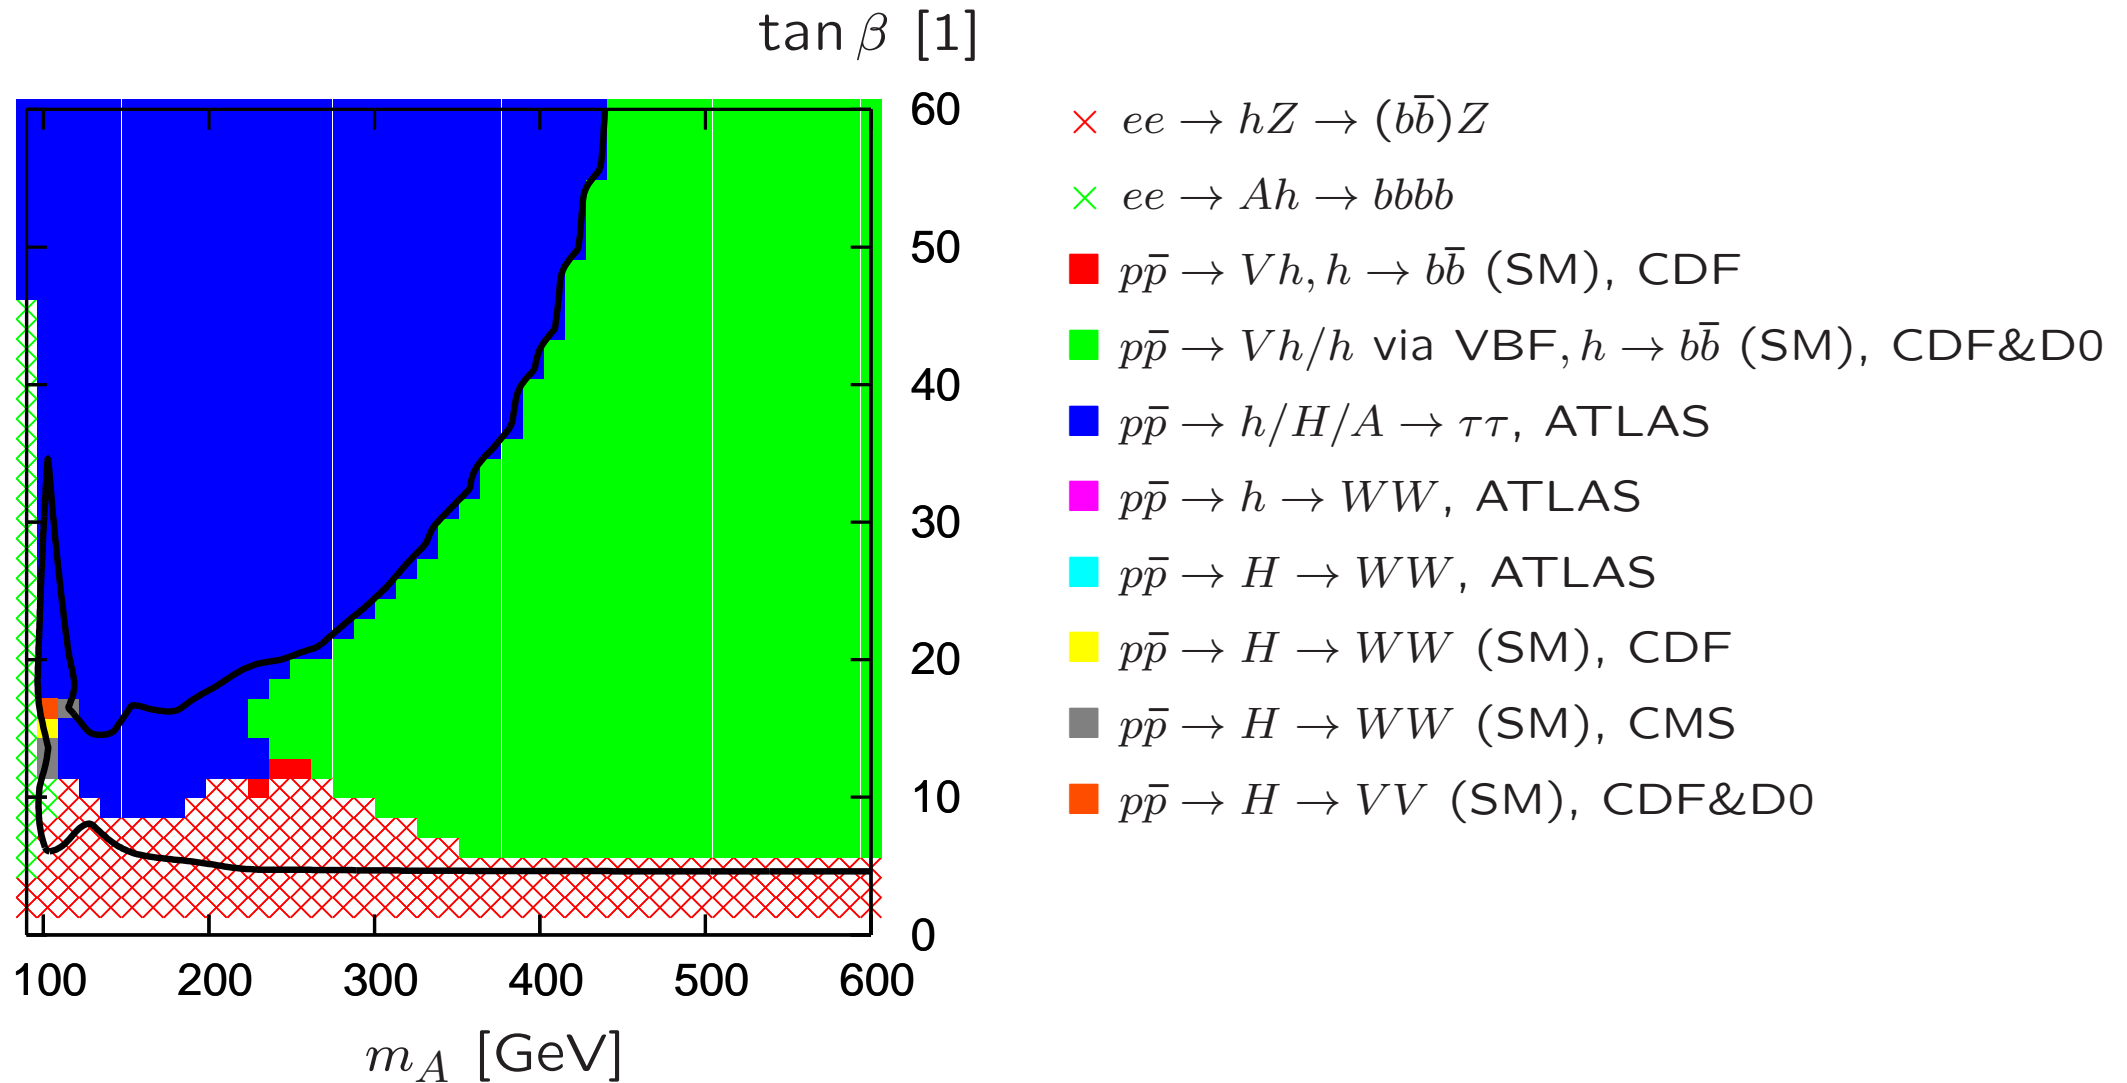 tan β [1]
60
50
40
30
20
10
0
100 200 300 400 500 600
m_A [GeV]
ee → hZ → (bb̄)Z
ee → Ah → bbbb
pp̄ → Vh, h → bb̄ (SM), CDF
pp̄ → Vh/h via VBF, h → bb̄ (SM), CDF&D0
pp̄ → h/H/A → ττ, ATLAS
pp̄ → h → WW, ATLAS
pp̄ → H → WW, ATLAS
pp̄ → H → WW (SM), CDF
pp̄ → H → WW (SM), CMS
pp̄ → H → VV (SM), CDF&D0